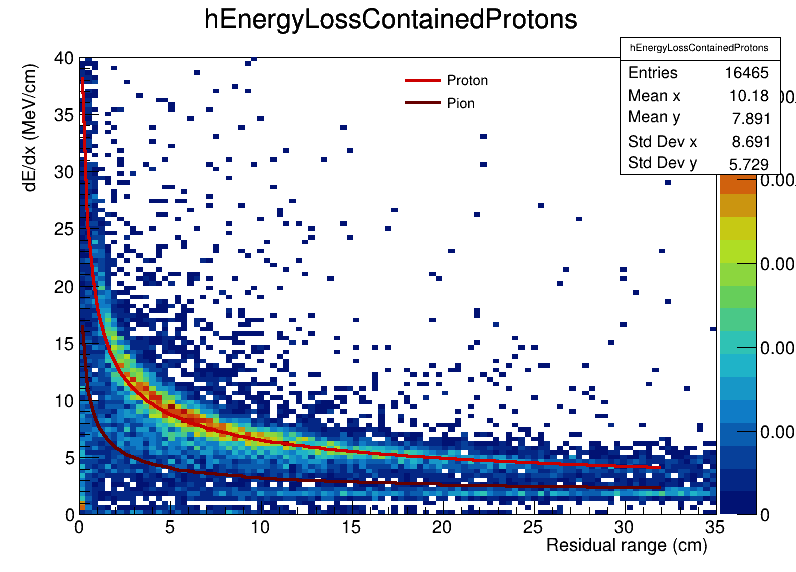 hEnergyLossContainedProtons
hEnergyLossContainedProtons
Entries 16465
Mean x 10.18
Mean y 7.891
Std Dev x 8.691
Std Dev y 5.729
Proton
Pion
dE/dx (MeV/cm)
40
35
30
25
20
15
10
5
0
0 5 10 15 20 25 30 35
Residual range (cm)
0.00
0.00
0.00
0